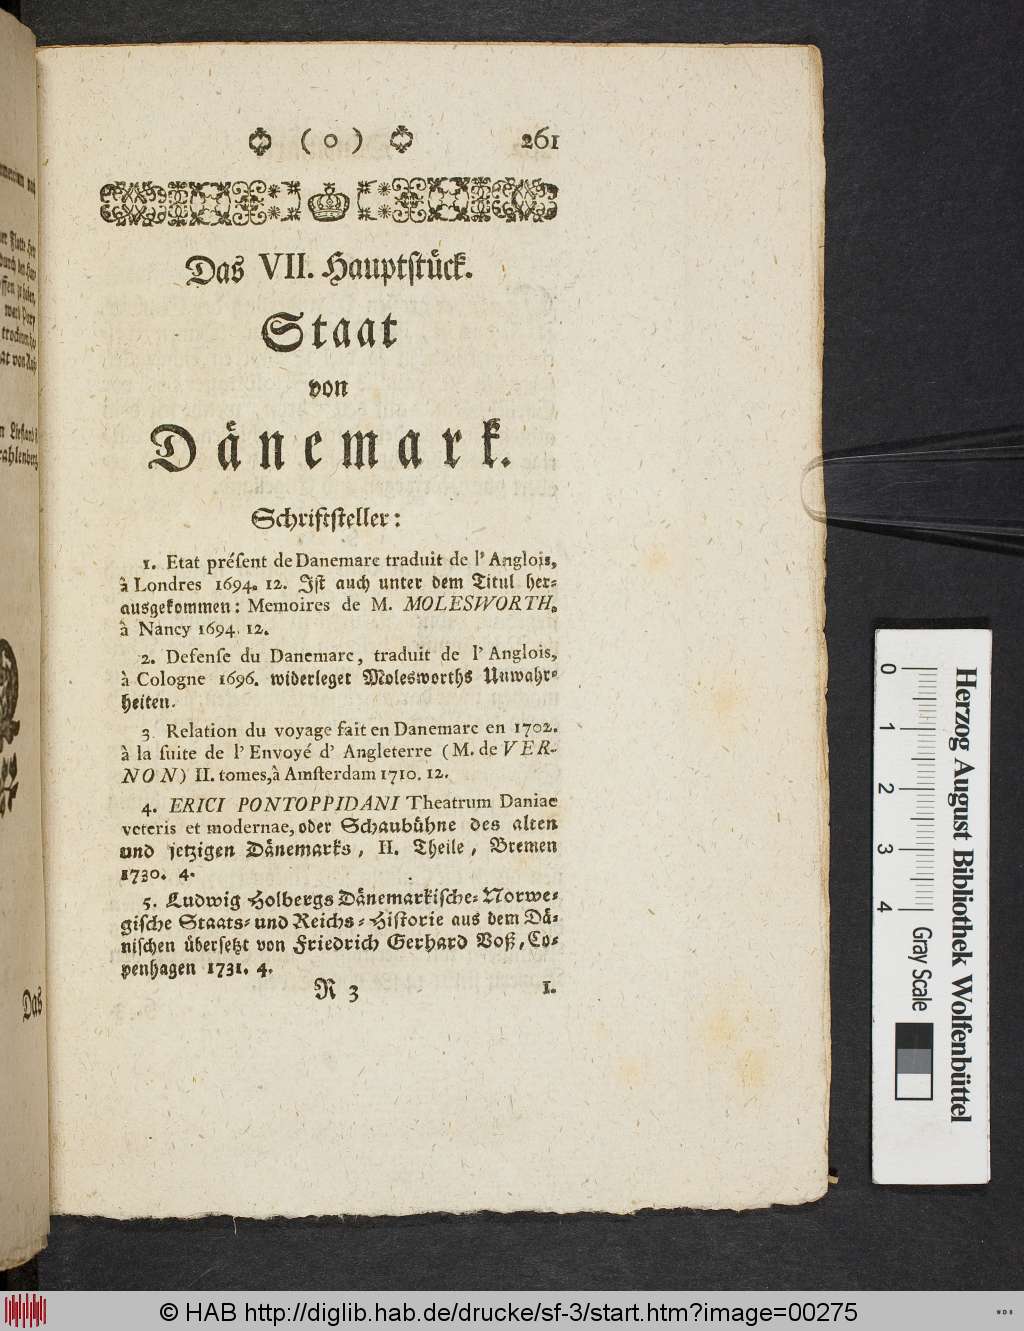 ( o ) 261
Das VII. Hauptstück.
Staat
von
Dänemark.
Schriftsteller:
1. Etat préſent de Danemarc traduit de l' Anglois,
à Londres 1694. 12. Iſt auch unter dem Titul her-
ausgekommen: Memoires de M. MOLESWORTH,
à Nancy 1694. 12.
2. Defenſe du Danemarc, traduit de l' Anglois,
à Cologne 1696. widerleget Molesworths Unwahr-
heiten.
3. Relation du voyage fait en Danemarc en 1702.
à la ſuite de l' Envoyé d' Angleterre (M. de VER-
NON) II. tomes, à Amſterdam 1710. 12.
4. ERICI PONTOPPIDANI Theatrum Daniae
veteris et modernae, oder Schaubühne des alten
und jetzigen Dänemarks, II. Theile, Bremen
1730. 4.
5. Ludwig Holbergs Dänemarkiſche-Norwe-
giſche Staats- und Reichs-Hiſtorie aus dem Dä-
niſchen überſetzt von Friedrich Gerhard Voß, Co-
penhagen 1731. 4.
R 3 1.
Das
0 1 2 3 4 Gray Scale
Herzog August Bibliothek Wolfenbüttel
© HAB http://diglib.hab.de/drucke/sf-3/start.htm?image=00275